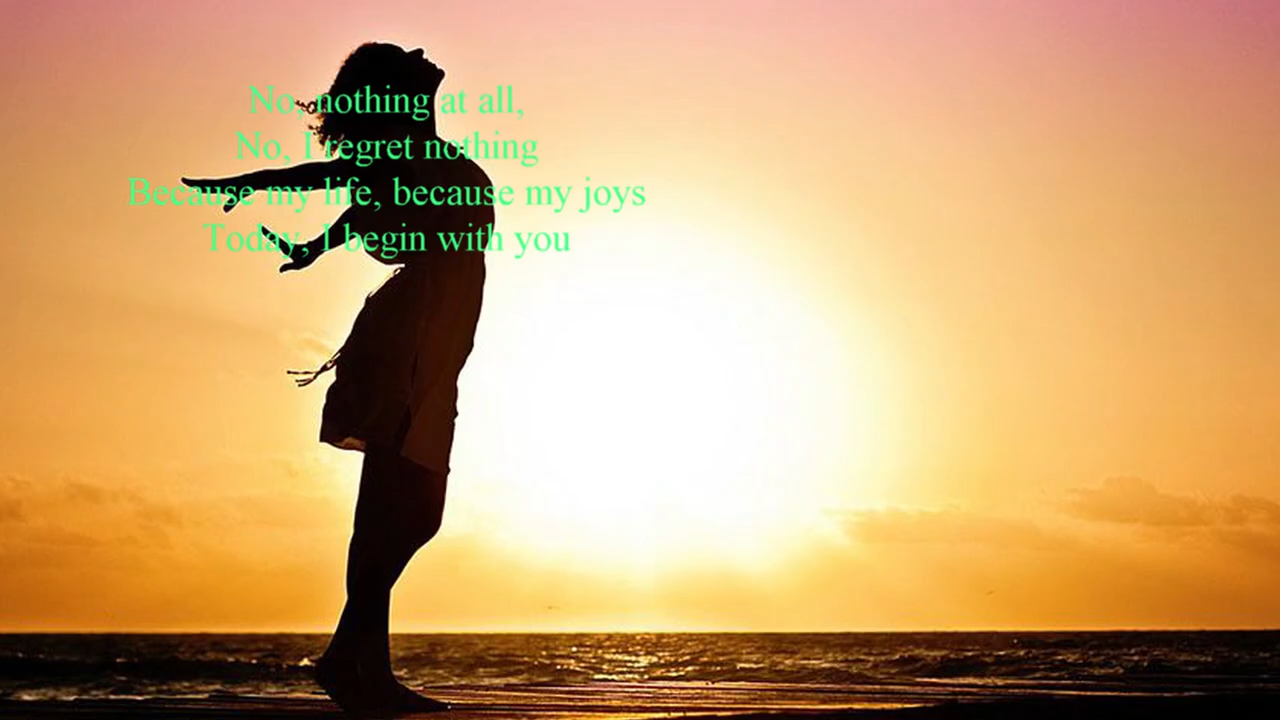 No, nothing at all,
No, I regret nothing
Because my life, because my joys
Today, I begin with you